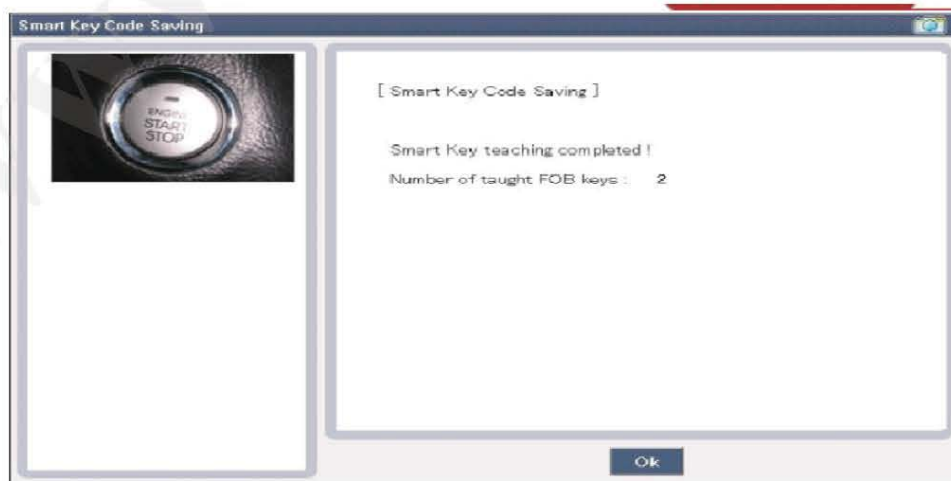 Smart Key Code Saving
ENGINE
START
STOP
[ Smart Key Code Saving ]
Smart Key teaching completed !
Number of taught FOB keys : 2
Ok